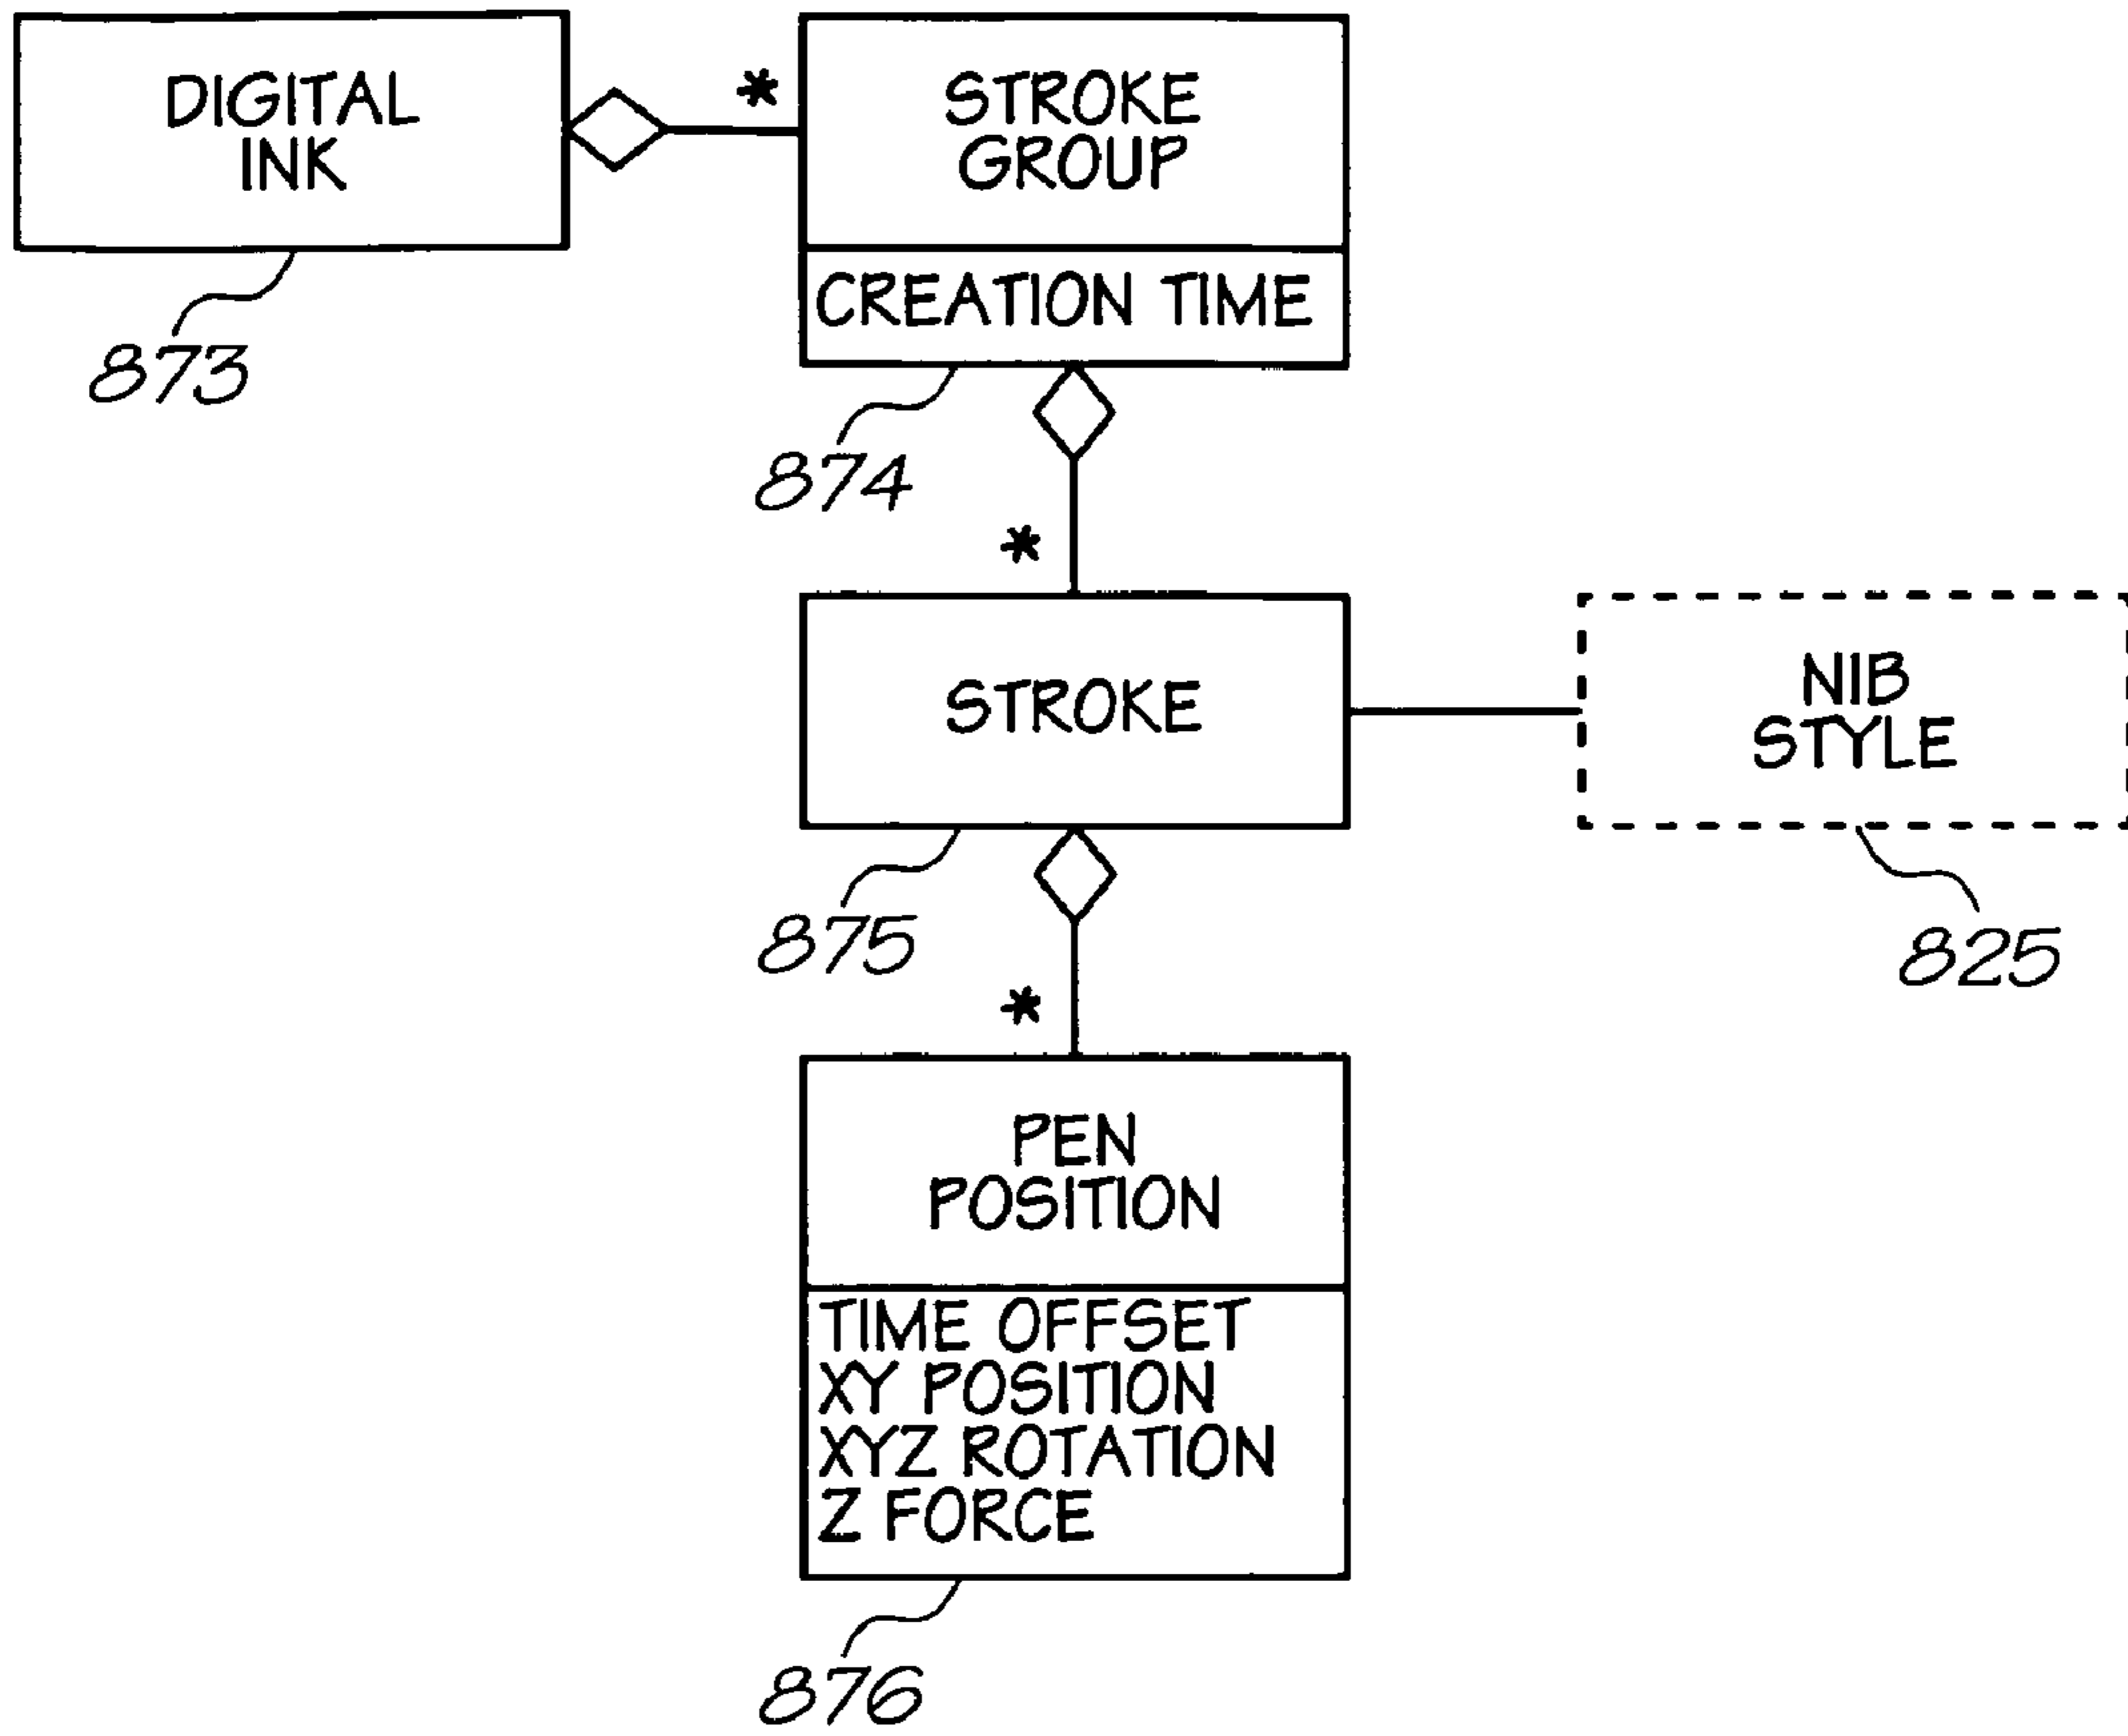 DIGITAL
INK
*
STROKE
GROUP
CREATION TIME
873
874
*
STROKE
NIB
STYLE
875
825
*
PEN
POSITION
TIME OFFSET
XY POSITION
XYZ ROTATION
Z FORCE
876